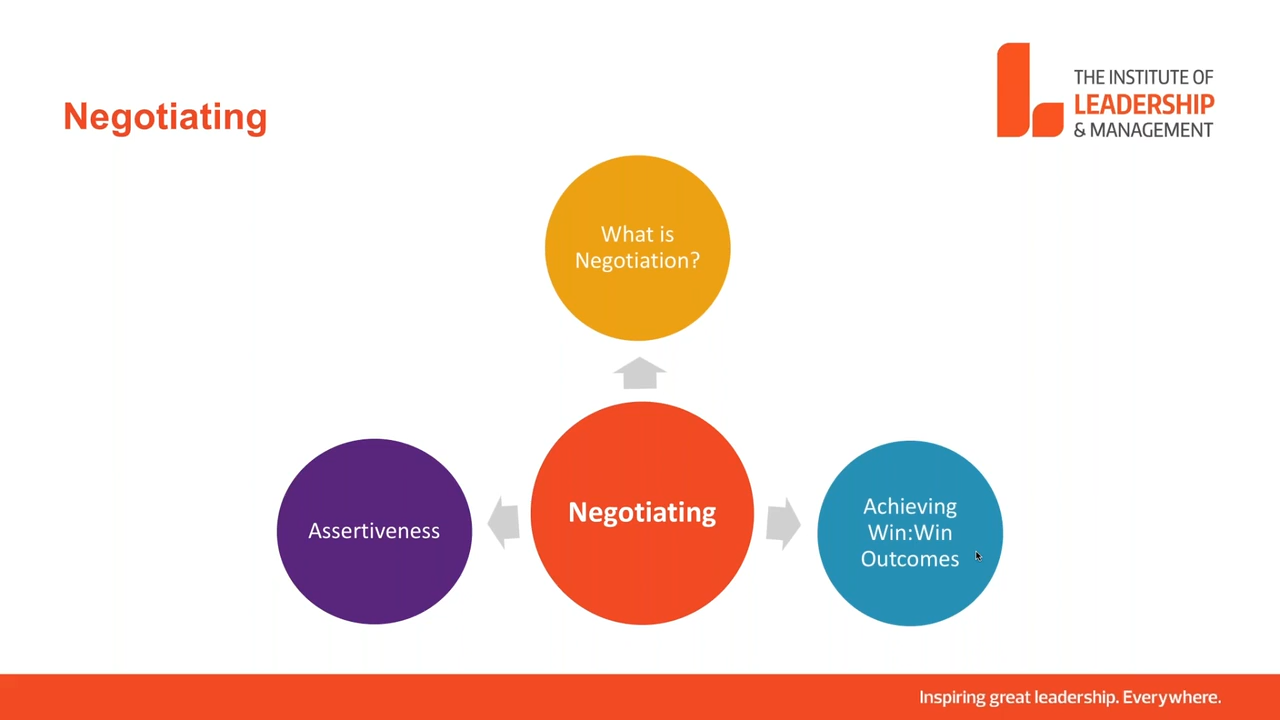 Negotiating
THE INSTITUTE OF
LEADERSHIP
& MANAGEMENT
What is
Negotiation?
Assertiveness
Negotiating
Achieving
Win:Win
Outcomes
Inspiring great leadership. Everywhere.